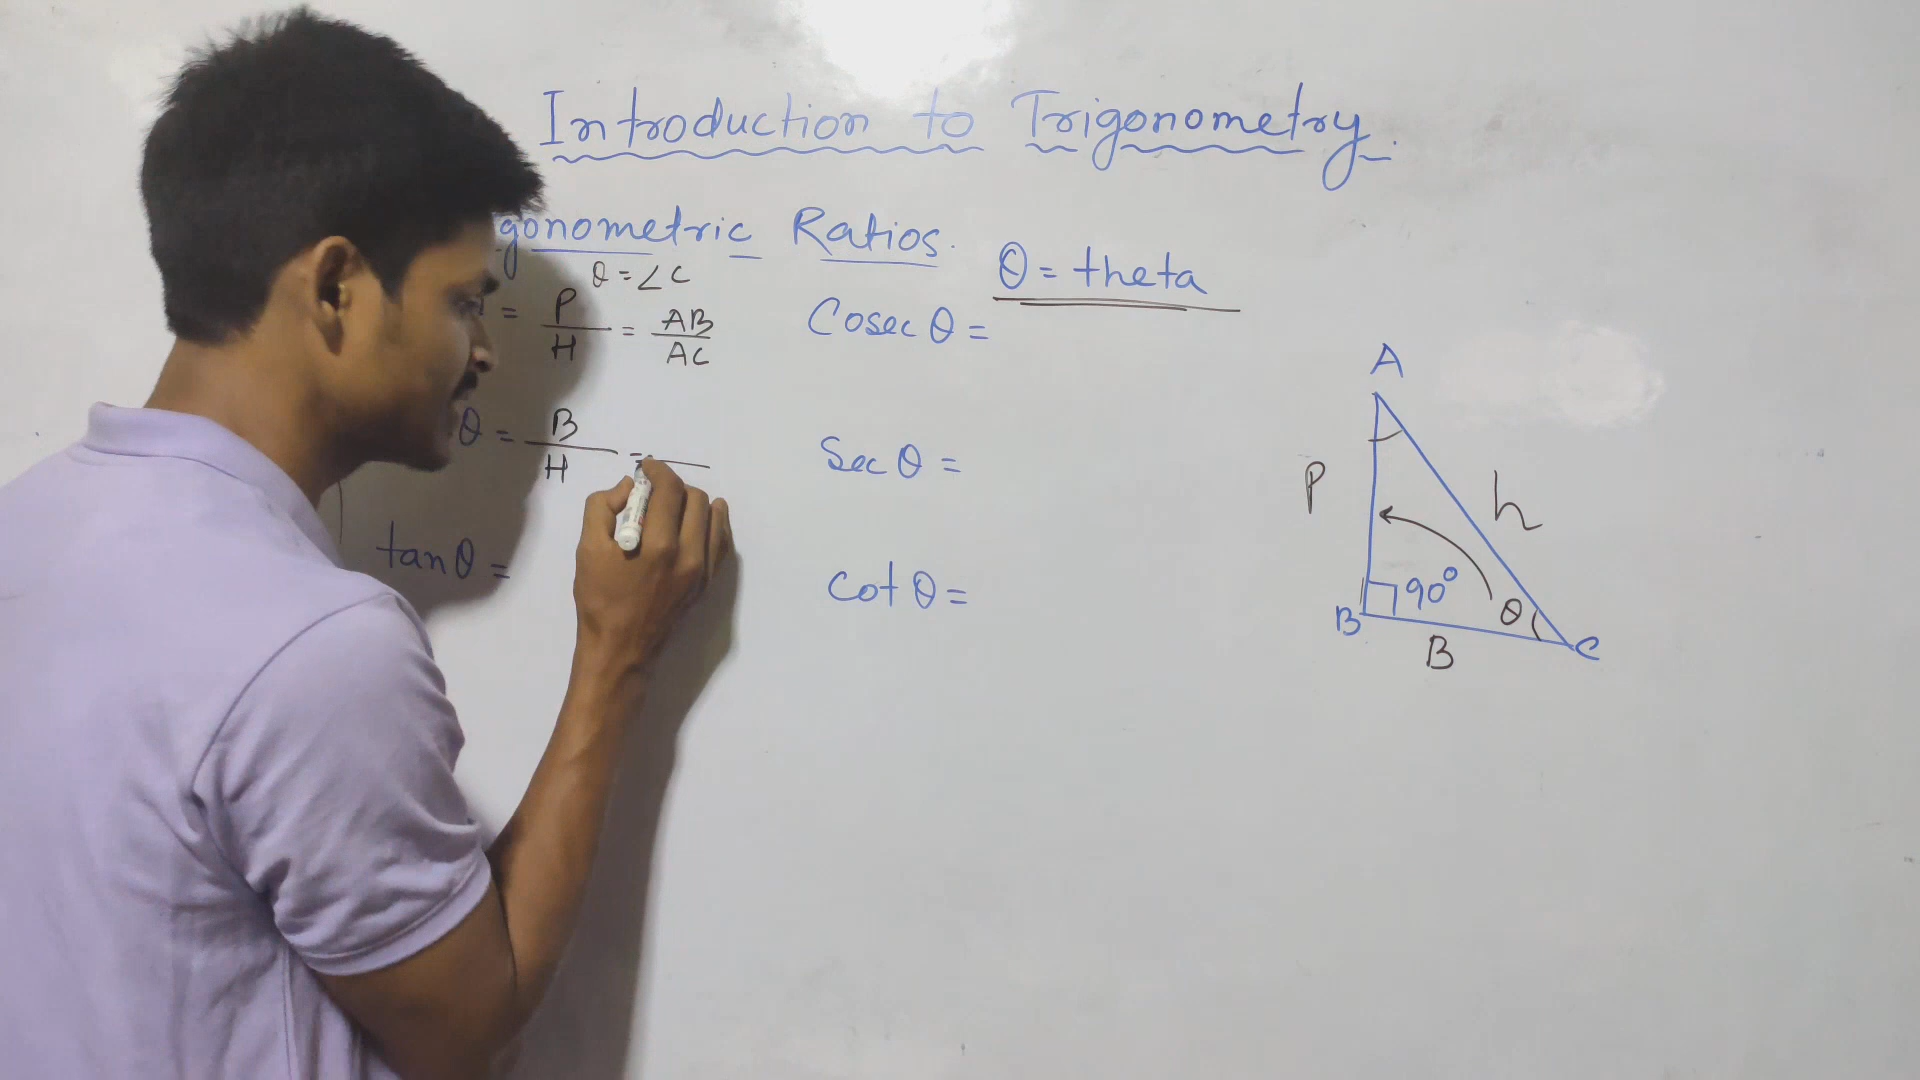 Introduction to Trigonometry
gonometric Ratios.
θ = theta
θ = ∠C
= P/H = AB/AC
Cosec θ =
θ = B/H =
Sec θ =
tan θ =
Cot θ =
A
P
h
90°
θ
B
C
B